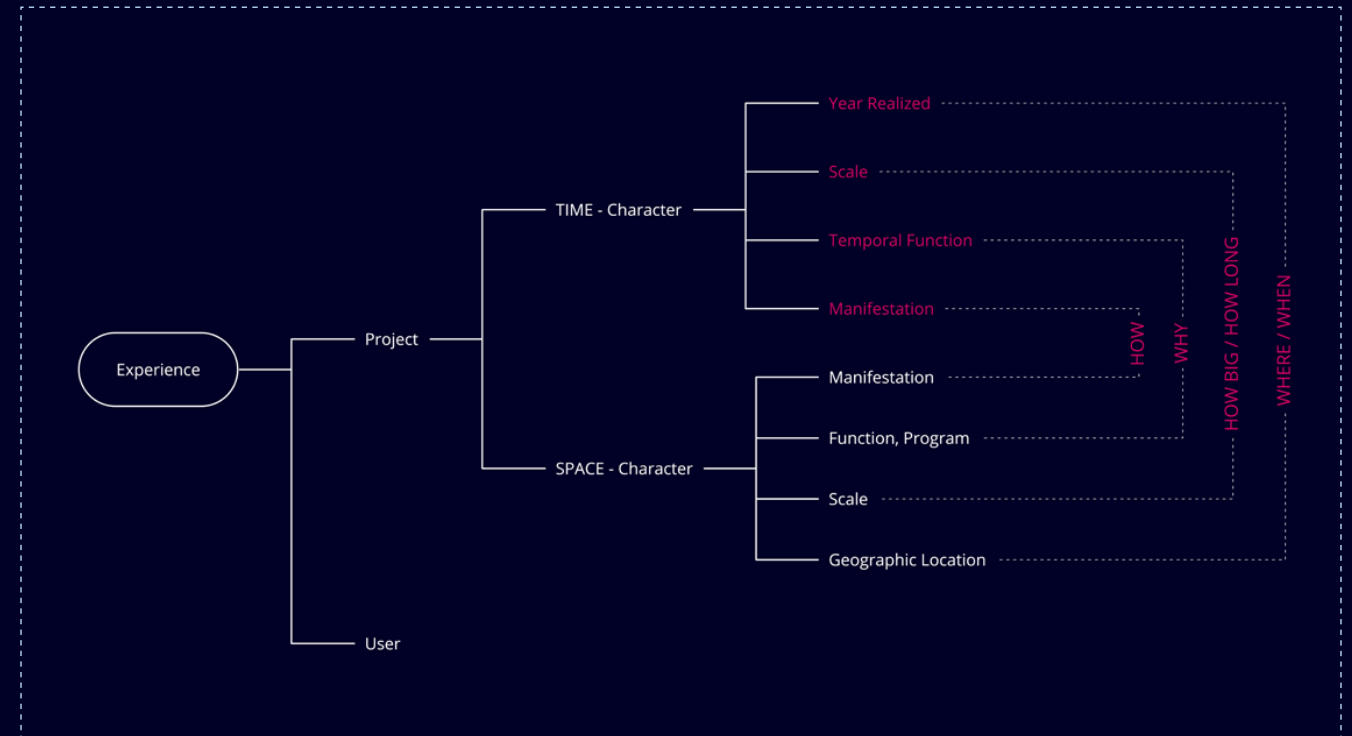 Year Realized
Scale
TIME - Character
Temporal Function
Manifestation
Project
Experience
Manifestation
Function, Program
SPACE - Character
Scale
Geographic Location
User
HOW
WHY
HOW BIG / HOW LONG
WHERE / WHEN